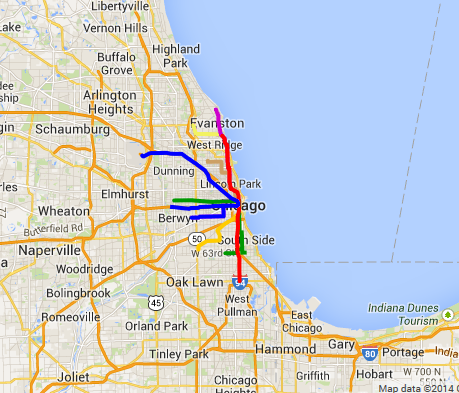 Libertyville
Vernon Hills
Highland
Park
Buffalo
Grove
Arlington
Heights
Evanston
Schaumburg
West Ridge
Dunning
Lincoln Park
Elmhurst
Chicago
Wheaton
Berwyn
Butterfield Rd
50
South Side
Naperville
W 63rd St
Woodridge
Oak Lawn
Bolingbrook
West
Pullman
45
Romeoville
East
Chicago
Indiana Dunes
Tourism
Orland Park
Gary
Tinley Park
Hammond
80
Portage
Griffith
Hobart
W 700 N
Joliet
Chicago
Heights
550 N
Map data ©2014